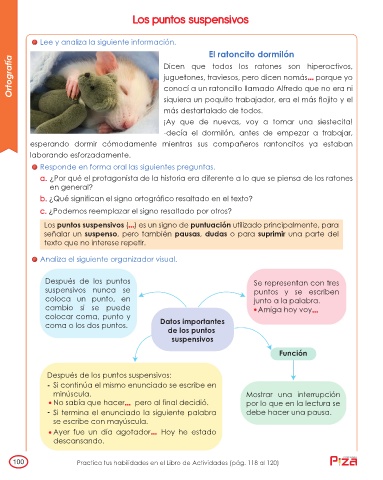 Los puntos suspensivos
Lee y analiza la siguiente información.
Ortografía
El ratoncito dormilón
Dicen que todos los ratones son hiperactivos,
juguetones, traviesos, pero dicen nomás... porque yo
conocí a un ratoncillo llamado Alfredo que no era ni
siquiera un poquito trabajador, era el más flojito y el
más destartalado de todos.
¡Ay que de nuevas, voy a tomar una siestecita!
-decía el dormilón, antes de empezar a trabajar,
esperando dormir cómodamente mientras sus compañeros rantoncitos ya estaban
laborando esforzadamente.
Responde en forma oral las siguientes preguntas.
a. ¿Por qué el protagonista de la historia era diferente a lo que se piensa de los ratones
en general?
b. ¿Qué significan el signo ortográfico resaltado en el texto?
c. ¿Podemos reemplazar el signo resaltado por otros?
Los puntos suspensivos (...) es un signo de puntuación utilizado principalmente, para
señalar un suspenso, pero también pausas, dudas o para suprimir una parte del
texto que no interese repetir.
Analiza el siguiente organizador visual.
Después de los puntos
suspensivos nunca se
coloca un punto, en
cambio sí se puede
colocar coma, punto y
coma o los dos puntos.
Se representan con tres
puntos y se escriben
junto a la palabra.
• Amiga hoy voy...
Datos importantes
de los puntos
suspensivos
Función
Después de los puntos suspensivos:
- Si continúa el mismo enunciado se escribe en
minúscula.
• No sabía que hacer... pero al final decidió.
- Si termina el enunciado la siguiente palabra
se escribe con mayúscula.
• Ayer fue un día agotador... Hoy he estado
descansando.
Mostrar una interrupción
por lo que en la lectura se
debe hacer una pausa.
100
Practica tus habilidades en el Libro de Actividades (pág. 118 al 120)
Pizza